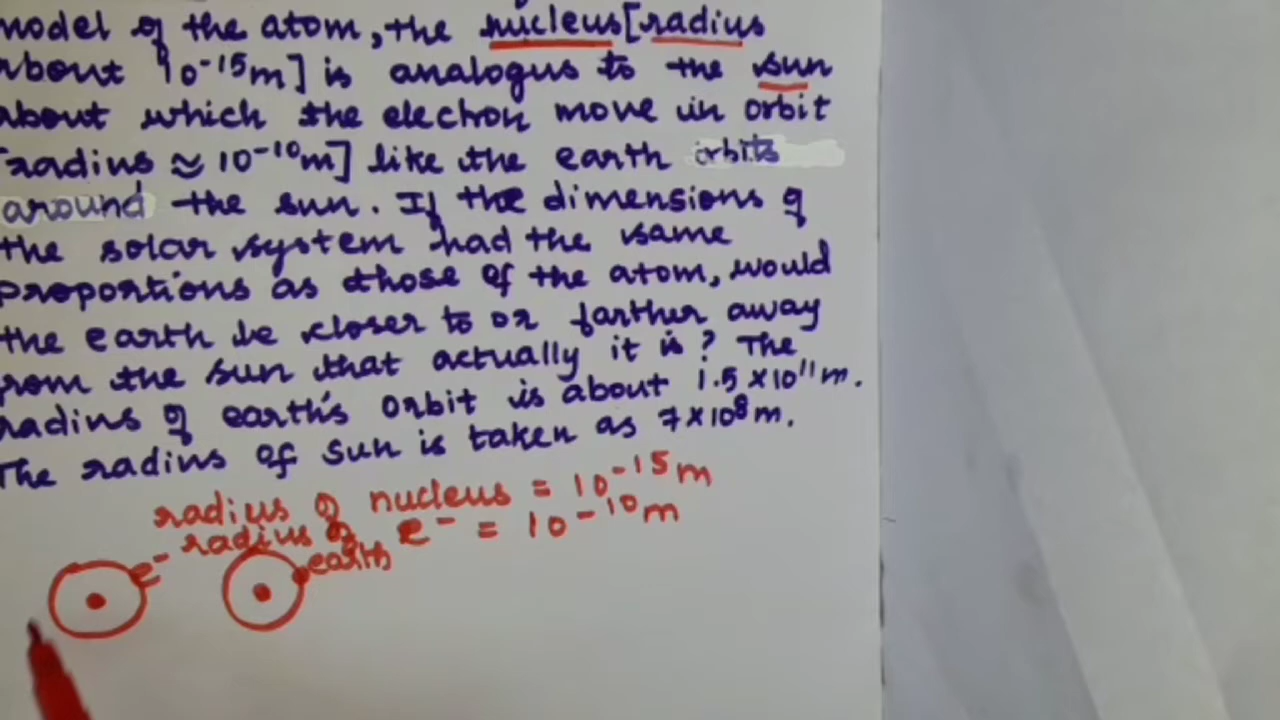 model of the atom, the nucleus [radius
about 10⁻¹⁵m] is analogus to the sun
about which the electron move in orbit
[radius ≈ 10⁻¹⁰m] like the earth orbits
around the sun. If the dimensions of
the solar system had the same
proportions as those of the atom, would
the earth be closer to or farther away
from the sun that actually it is? The
radius of earth's orbit is about 1.5 × 10¹¹m.
The radius of sun is taken as 7 × 10⁸m.
radius of nucleus = 10⁻¹⁵m
radius of e⁻ = 10⁻¹⁰m
e⁻ earth